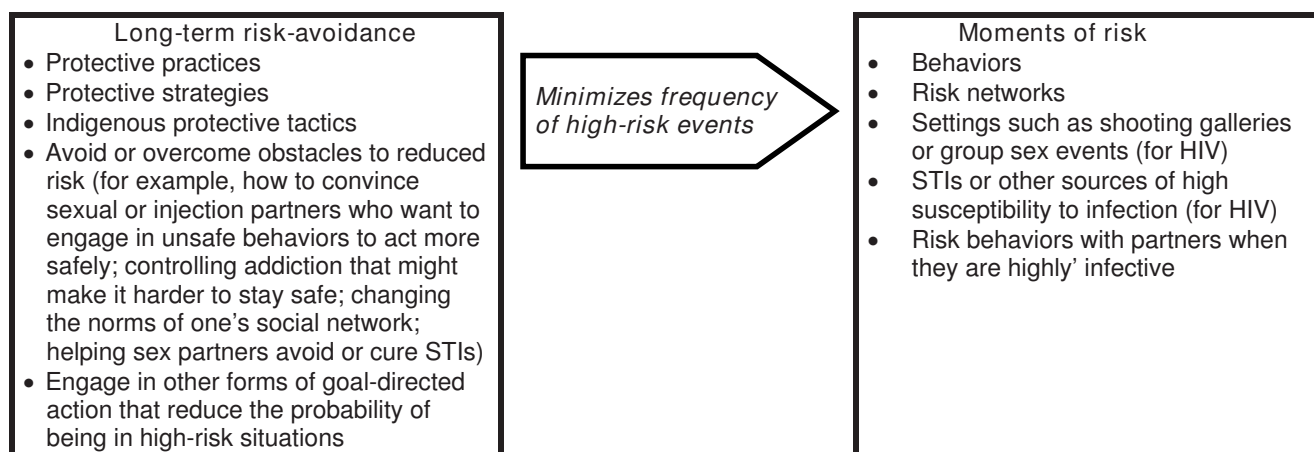 Long-term risk-avoidance
• Protective practices
• Protective strategies
• Indigenous protective tactics
• Avoid or overcome obstacles to reduced
risk (for example, how to convince
sexual or injection partners who want to
engage in unsafe behaviors to act more
safely; controlling addiction that might
make it harder to stay safe; changing
the norms of one’s social network;
helping sex partners avoid or cure STIs)
• Engage in other forms of goal-directed
action that reduce the probability of
being in high-risk situations
Minimizes frequency
of high-risk events
Moments of risk
• Behaviors
• Risk networks
• Settings such as shooting galleries
or group sex events (for HIV)
• STIs or other sources of high
susceptibility to infection (for HIV)
• Risk behaviors with partners when
they are highly’ infective